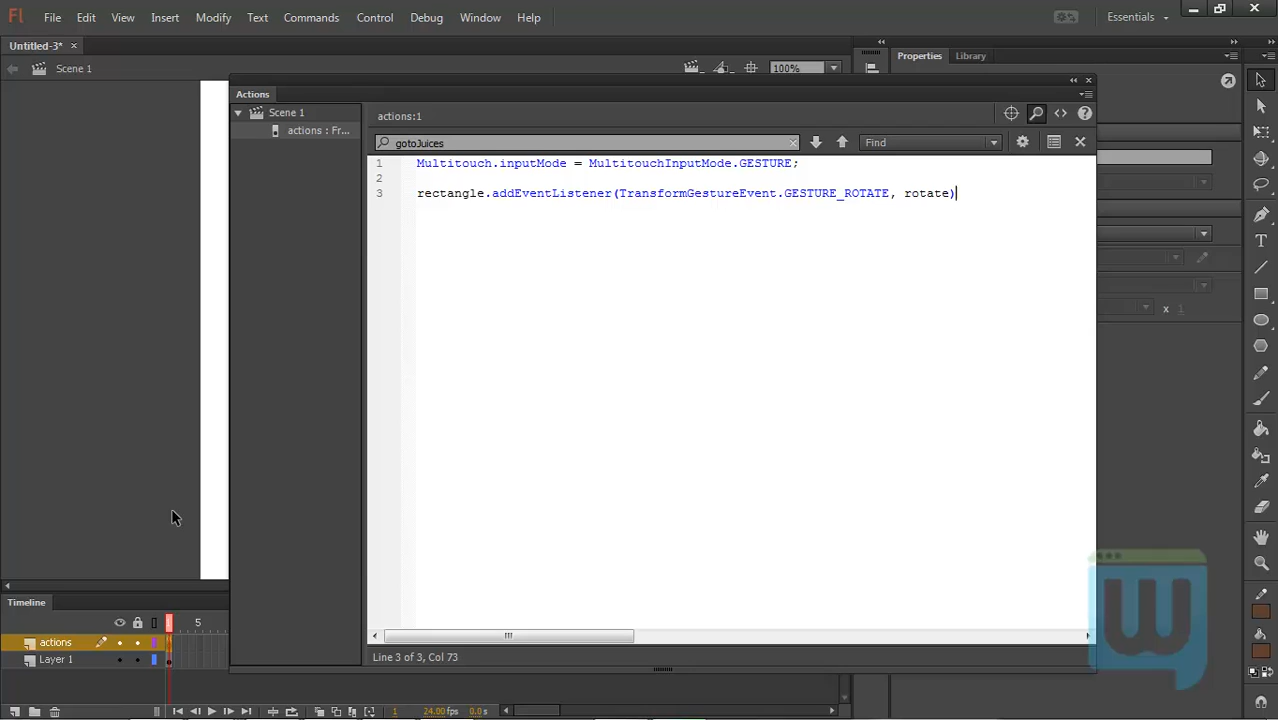 Fl File Edit View Insert Modify Text Commands Control Debug Window Help Essentials
Untitled-3*
Scene 1 100%
Properties Library
Actions
Scene 1
actions : Fr...
actions:1
gotoJuices Find
1 Multitouch.inputMode = MultitouchInputMode.GESTURE;
2
3 rectangle.addEventListener(TransformGestureEvent.GESTURE_ROTATE, rotate)
x 1
Line 3 of 3, Col 73
Timeline
5
actions
Layer 1
1 24.00 fps 0.0 s
w